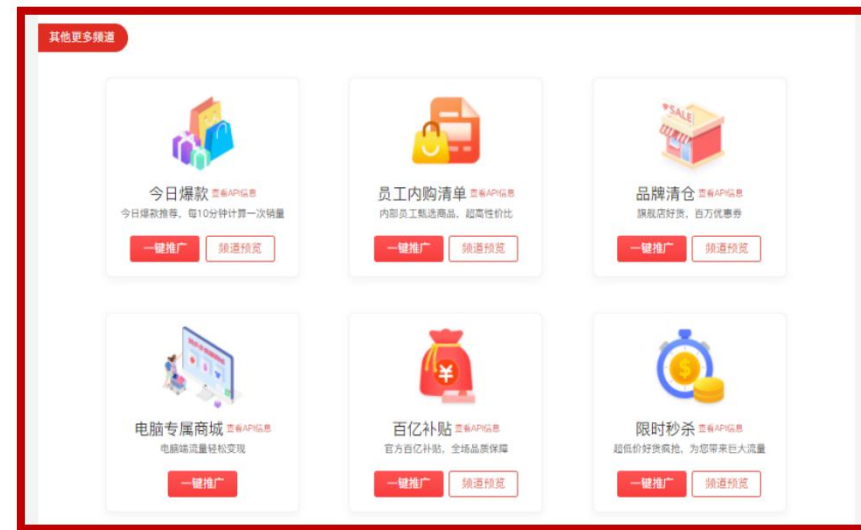 其他更多频道
SALE
今日爆款 查看API信息
今日爆款推荐，每10分钟计算一次销量
一键推广 频道预览
员工内购清单 查看API信息
内部员工甄选商品，超高性价比
一键推广 频道预览
品牌清仓 查看API信息
旗舰店好货，百万优惠券
一键推广 频道预览
电脑专属商城 查看API信息
电脑端流量轻松变现
一键推广
百亿补贴 查看API信息
官方百亿补贴，全场品质保障
一键推广 频道预览
限时秒杀 查看API信息
超低价好货疯抢，为您带来巨大流量
一键推广 频道预览